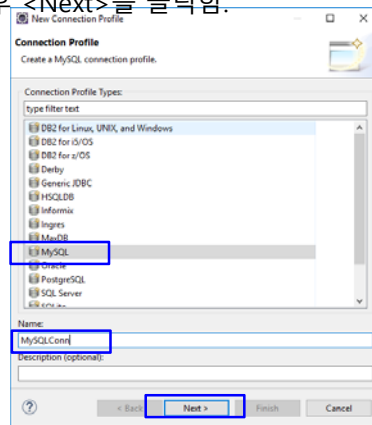 <Next>를 클릭함.
New Connection Profile
Connection Profile
Create a MySQL connection profile.
Connection Profile Types:
type filter text
DB2 for Linux, UNIX, and Windows
DB2 for i5/OS
DB2 for z/OS
Derby
Generic JDBC
HSQLDB
Informix
Ingres
MaxDB
MySQL
Oracle
PostgreSQL
SQL Server
SQLite
Name:
MySQLConn
Description (optional):
< Back
Next >
Finish
Cancel